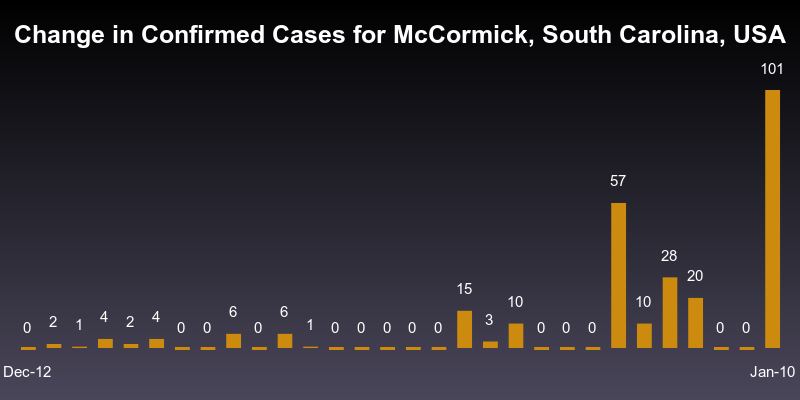 Change in Confirmed Cases for McCormick, South Carolina, USA
0 2 1 4 2 4 0 0 6 0 6 1 0 0 0 0 0 15 3 10 0 0 0 57 10 28 20 0 0 101
Dec-12 Jan-10